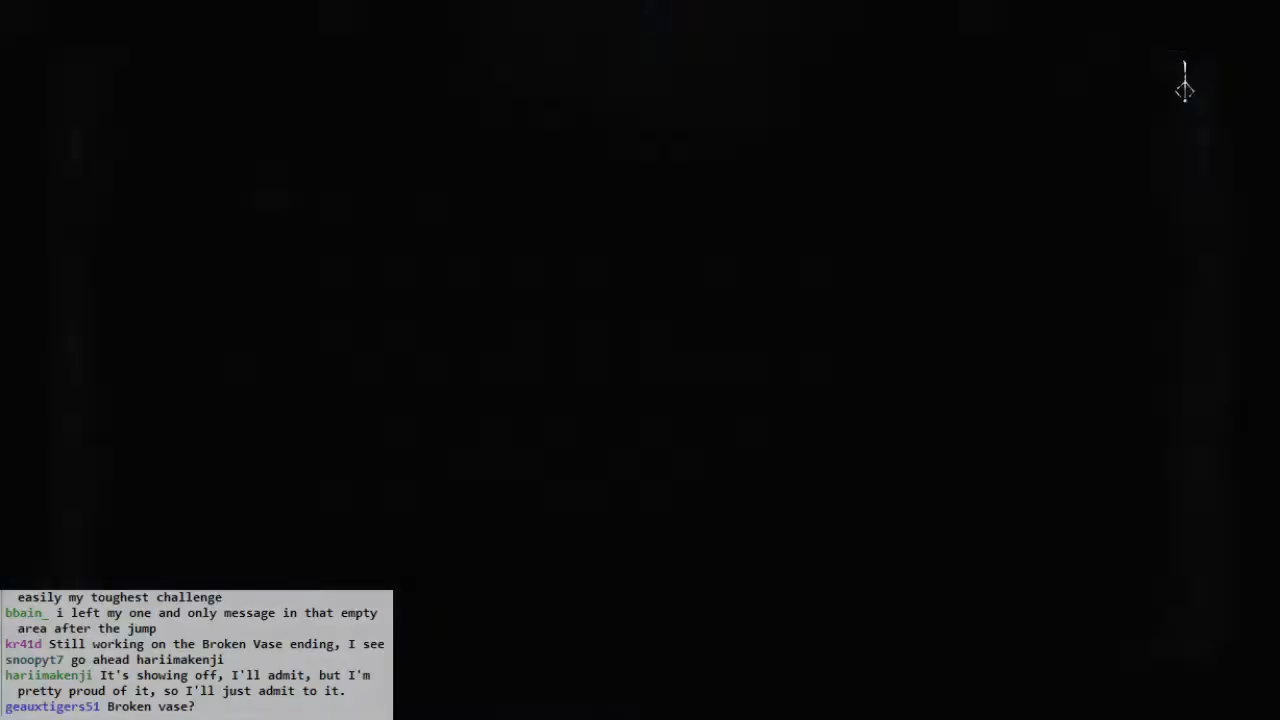 easily my toughest challenge
bbain_ i left my one and only message in that empty
area after the jump
kr41d Still working on the Broken Vase ending, I see
snoopyt7 go ahead hariimakenji
hariimakenji It's showing off, I'll admit, but I'm
pretty proud of it, so I'll just admit to it.
geauxtigers51 Broken vase?